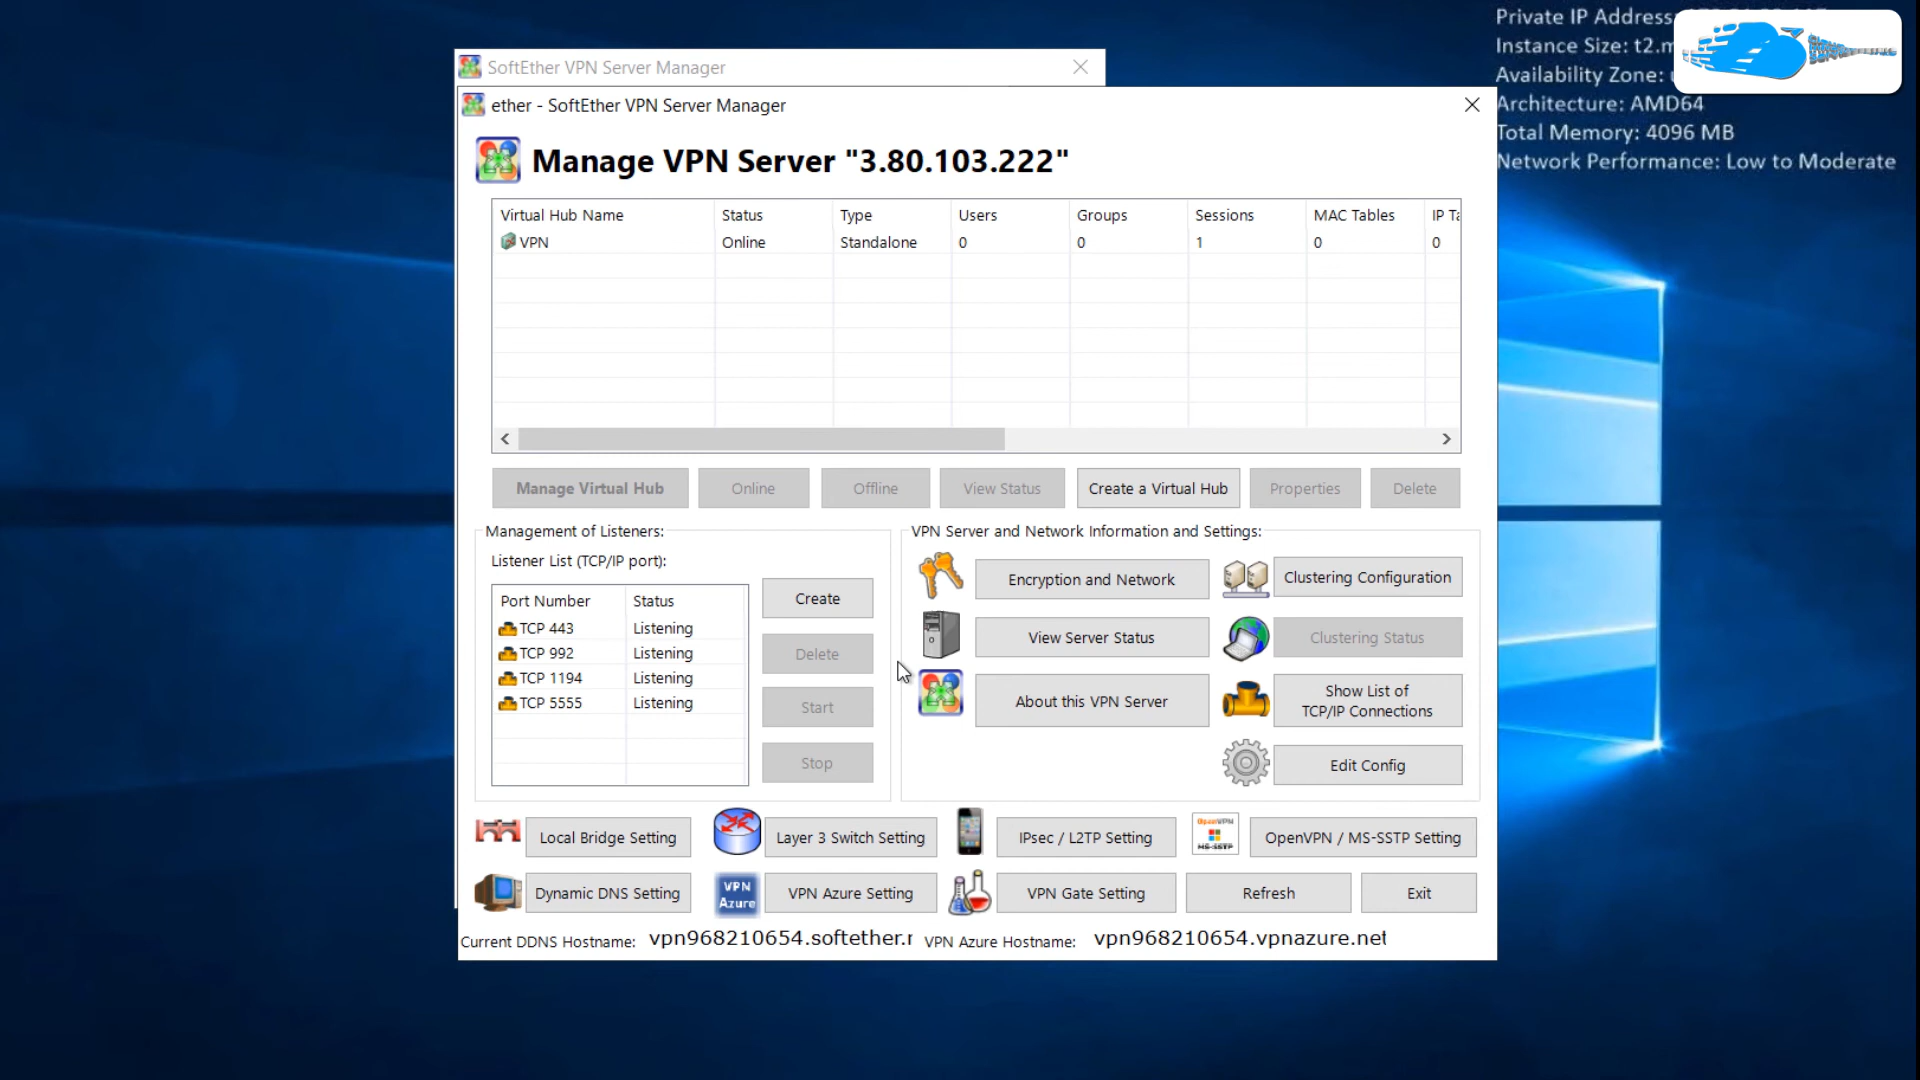 Private IP Address:
Instance Size: t2.m
Availability Zone:
Architecture: AMD64
Total Memory: 4096 MB
Network Performance: Low to Moderate
SoftEther VPN Server Manager
ether - SoftEther VPN Server Manager
Manage VPN Server "3.80.103.222"
Virtual Hub Name Status Type Users Groups Sessions MAC Tables IP Ta
VPN Online Standalone 0 0 1 0 0
Manage Virtual Hub Online Offline View Status Create a Virtual Hub Properties Delete
Management of Listeners:
Listener List (TCP/IP port):
Port Number Status
TCP 443 Listening
TCP 992 Listening
TCP 1194 Listening
TCP 5555 Listening
Create
Delete
Start
Stop
VPN Server and Network Information and Settings:
Encryption and Network Clustering Configuration
View Server Status Clustering Status
About this VPN Server Show List of
TCP/IP Connections
Edit Config
Local Bridge Setting Layer 3 Switch Setting IPsec / L2TP Setting OpenVPN MS-SSTP OpenVPN / MS-SSTP Setting
Dynamic DNS Setting VPN Azure VPN Azure Setting VPN Gate Setting Refresh Exit
Current DDNS Hostname: vpn968210654.softether.r VPN Azure Hostname: vpn968210654.vpnazure.net